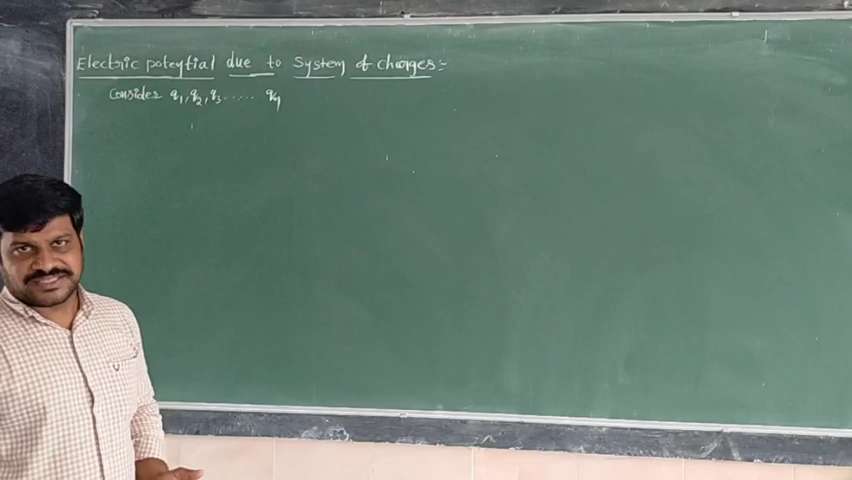 Electric potential due to System of charges:-
Consider q1, q2, q3 ...... qn